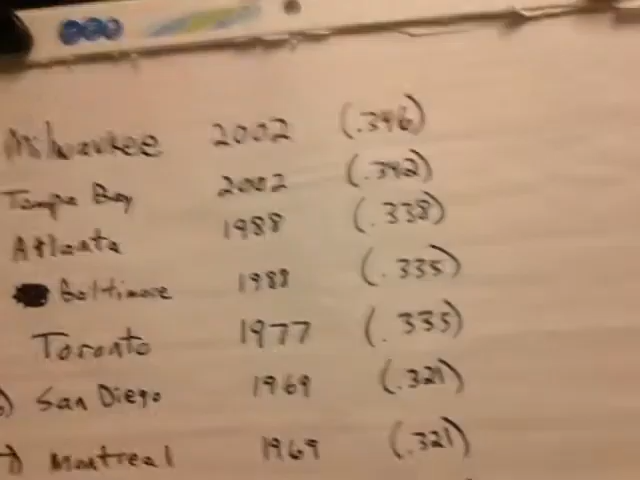 Milwaukee 2002 (.346)
Tampa Bay 2002 (.342)
Atlanta 1988 (.338)
Baltimore 1988 (.335)
Toronto 1977 (.335)
San Diego 1969 (.321)
Montreal 1969 (.321)